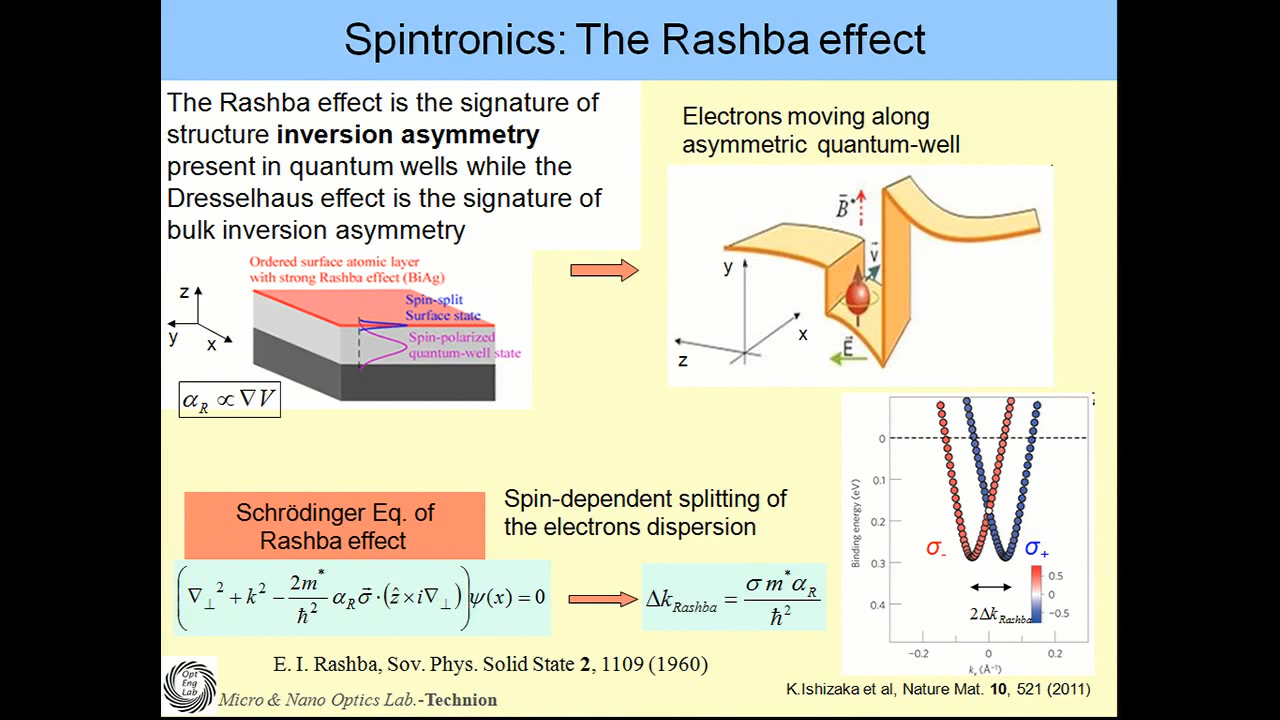 Spintronics: The Rashba effect
The Rashba effect is the signature of
structure inversion asymmetry
present in quantum wells while the
Dresselhaus effect is the signature of
bulk inversion asymmetry
Electrons moving along
asymmetric quantum-well
Ordered surface atomic layer
with strong Rashba effect (BiAg)
Spin-split
Surface state
Spin-polarized
quantum-well state
z
y
x
α_R ∝ ∇V
B*
v
E
y
x
z
Schrödinger Eq. of
Rashba effect
Spin-dependent splitting of
the electrons dispersion
(∇⊥² + k² − 2m*/ħ² α_R σ⃗·(ẑ×i∇⊥))ψ(x) = 0
Δk_Rashba = σ m* α_R / ħ²
Binding energy (eV)
0
0.1
0.2
0.3
0.4
σ-
σ+
0.5
0
−0.5
2Δk_Rashba
−0.2
0
0.2
kx (Å⁻¹)
E. I. Rashba, Sov. Phys. Solid State 2, 1109 (1960)
K.Ishizaka et al, Nature Mat. 10, 521 (2011)
Opt
Eng
Lab
Micro & Nano Optics Lab.-Technion